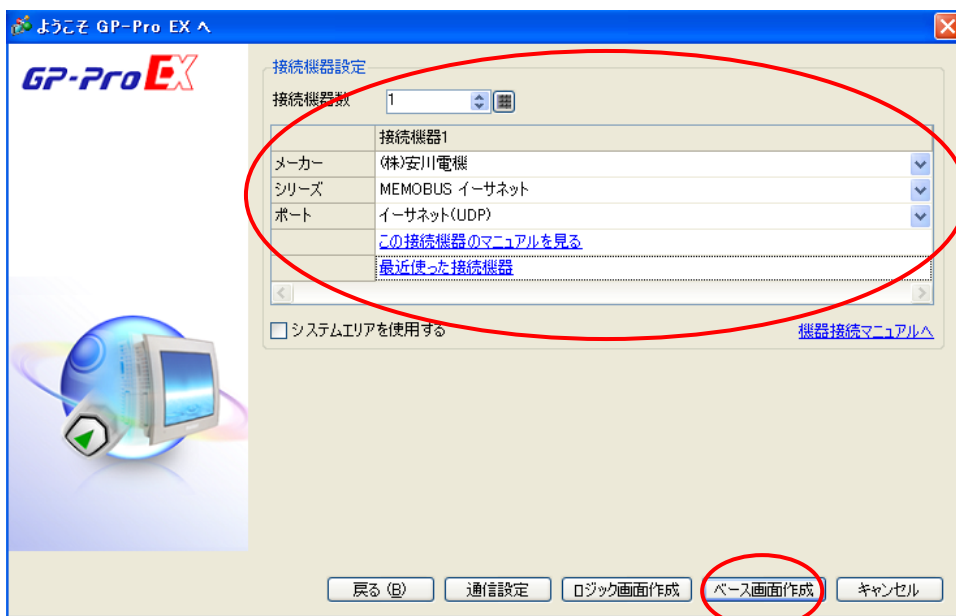 ようこそ GP-Pro EX へ
GP-Pro EX
接続機器設定
接続機器数 1
接続機器1
メーカー (株)安川電機
シリーズ MEMOBUS イーサネット
ポート イーサネット(UDP)
この接続機器のマニュアルを見る
最近使った接続機器
システムエリアを使用する 機器接続マニュアルへ
戻る (B) 通信設定 ロジック画面作成 ベース画面作成 キャンセル